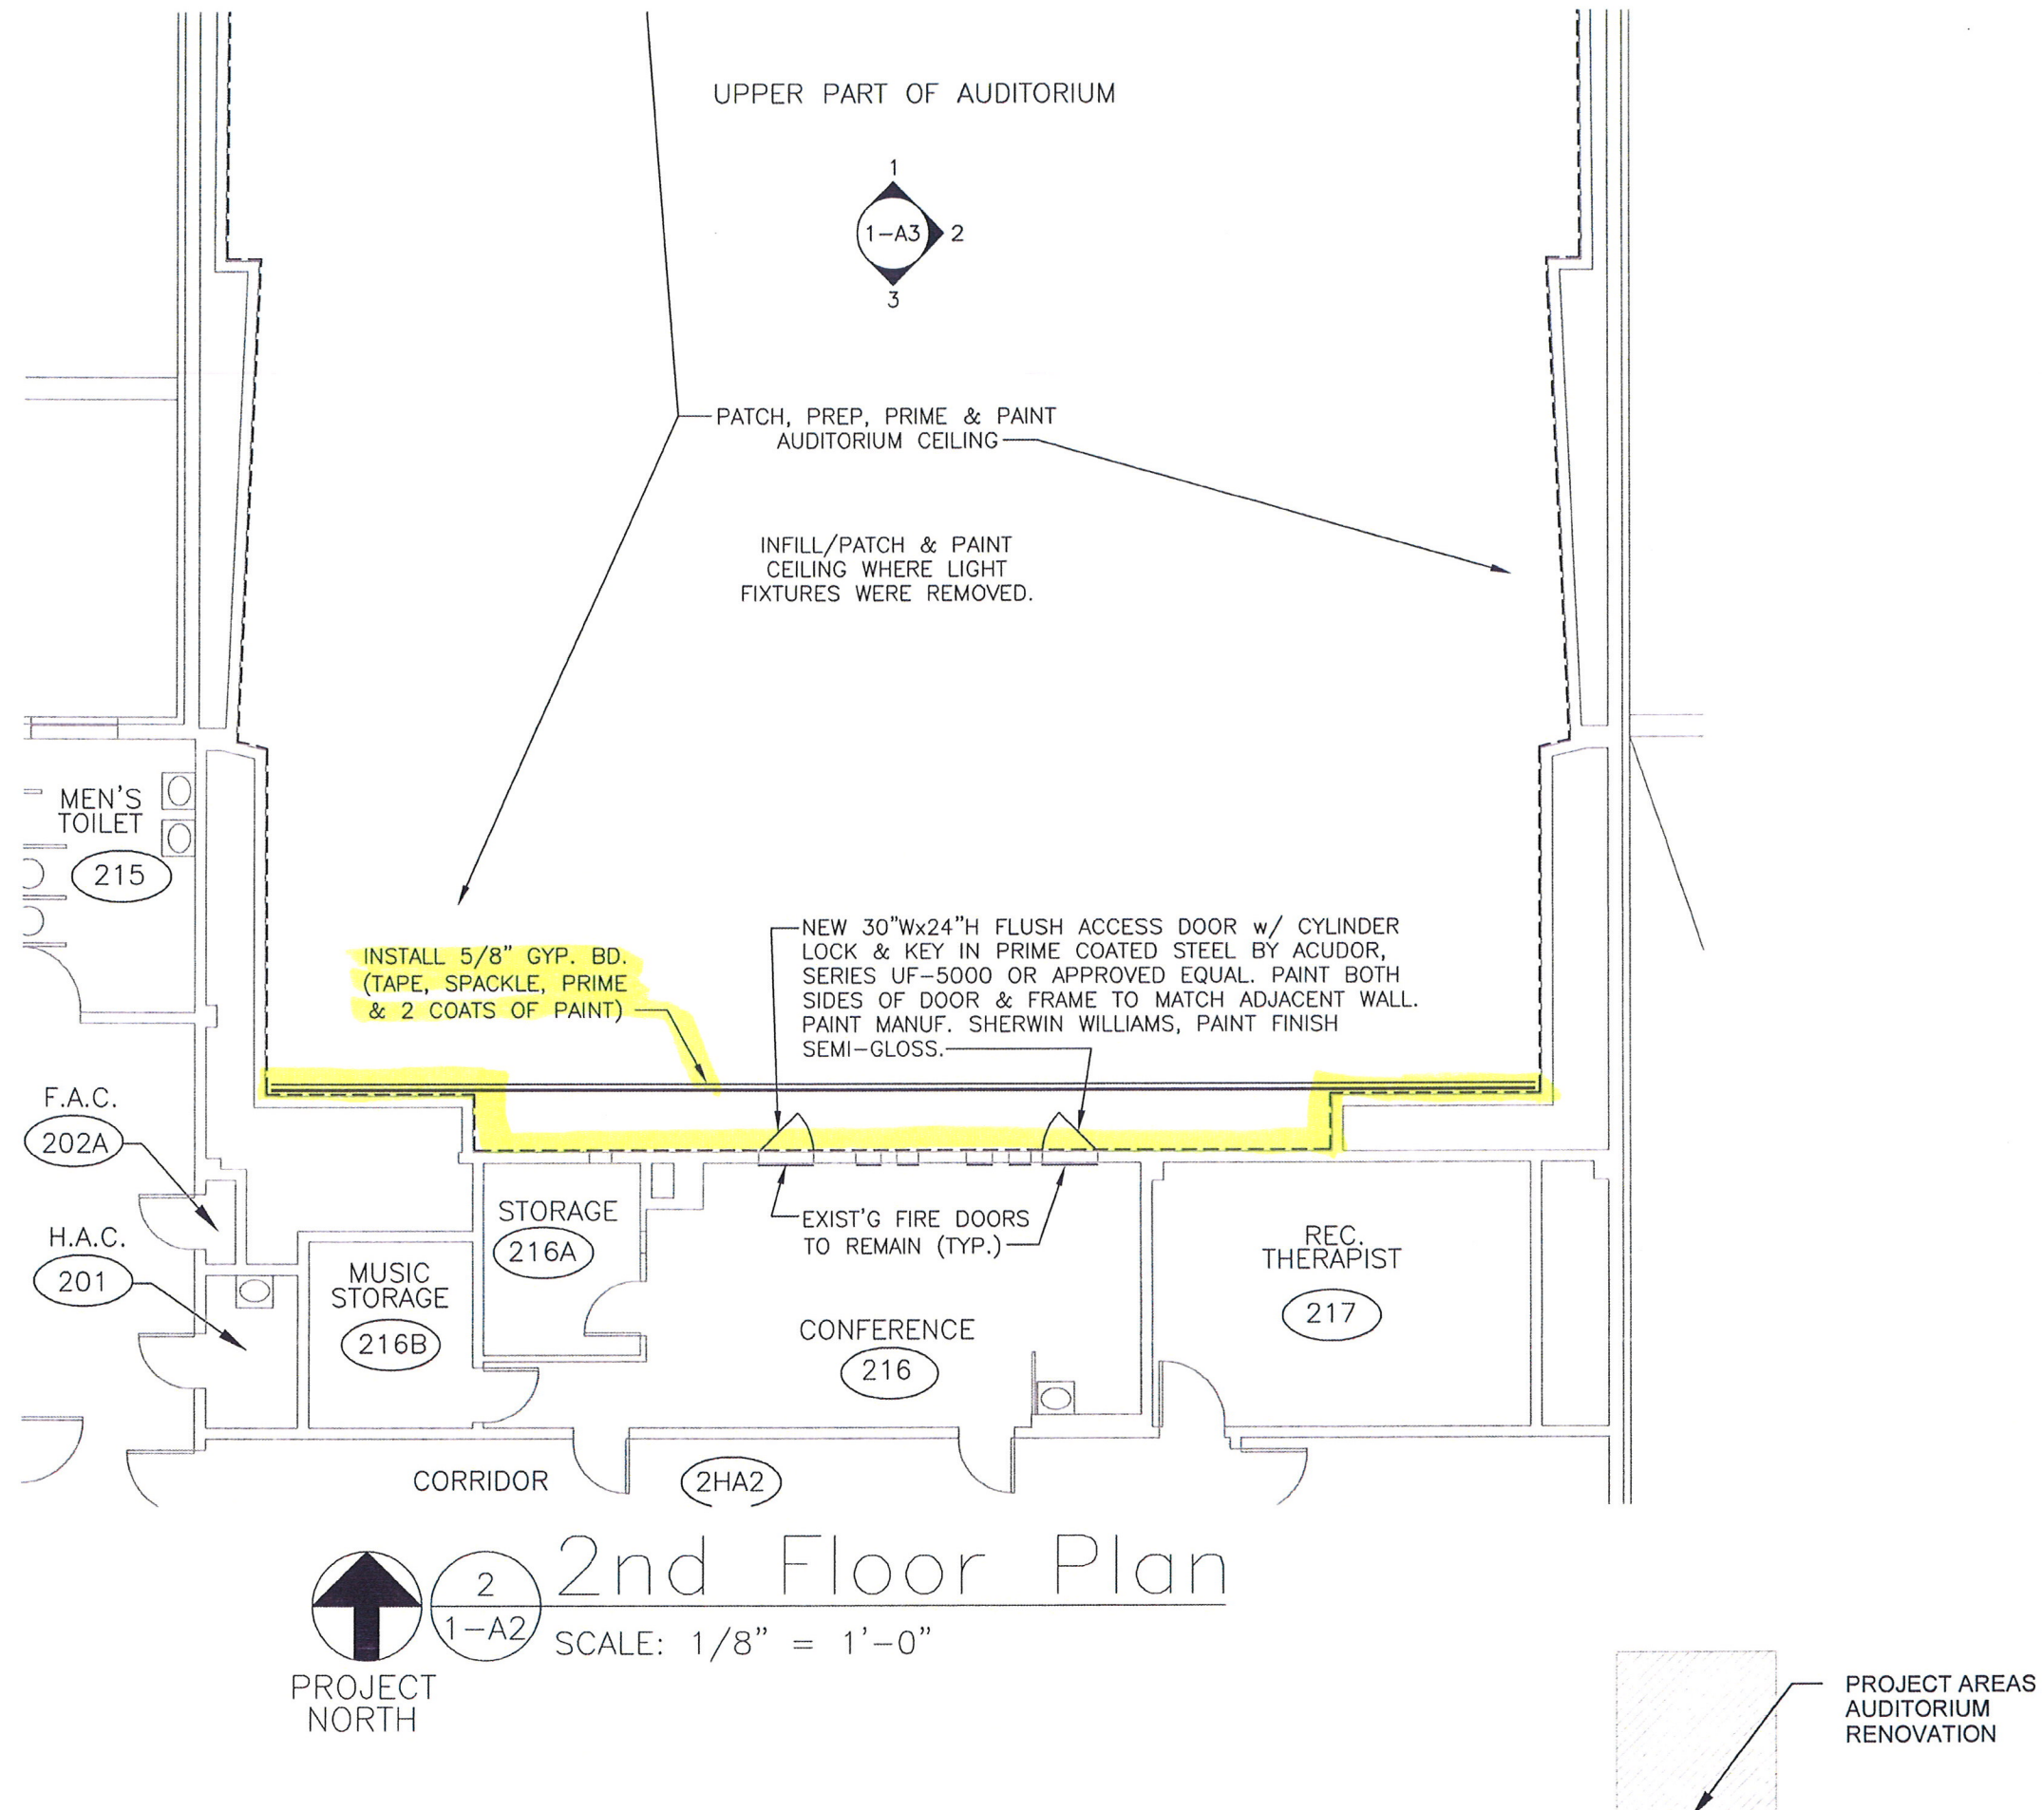 UPPER PART OF AUDITORIUM
1
1-A3
2
3
PATCH, PREP, PRIME & PAINT
AUDITORIUM CEILING
INFILL/PATCH & PAINT
CEILING WHERE LIGHT
FIXTURES WERE REMOVED.
MEN'S
TOILET
215
INSTALL 5/8" GYP. BD.
(TAPE, SPACKLE, PRIME
& 2 COATS OF PAINT)
NEW 30"Wx24"H FLUSH ACCESS DOOR w/ CYLINDER
LOCK & KEY IN PRIME COATED STEEL BY ACUDOR,
SERIES UF-5000 OR APPROVED EQUAL. PAINT BOTH
SIDES OF DOOR & FRAME TO MATCH ADJACENT WALL.
PAINT MANUF. SHERWIN WILLIAMS, PAINT FINISH
SEMI-GLOSS.
F.A.C.
202A
H.A.C.
201
MUSIC
STORAGE
216B
STORAGE
216A
EXIST'G FIRE DOORS
TO REMAIN (TYP.)
CONFERENCE
216
REC.
THERAPIST
217
CORRIDOR
2HA2
2
1-A2
2nd Floor Plan
SCALE: 1/8" = 1'-0"
PROJECT
NORTH
PROJECT AREAS
AUDITORIUM
RENOVATION